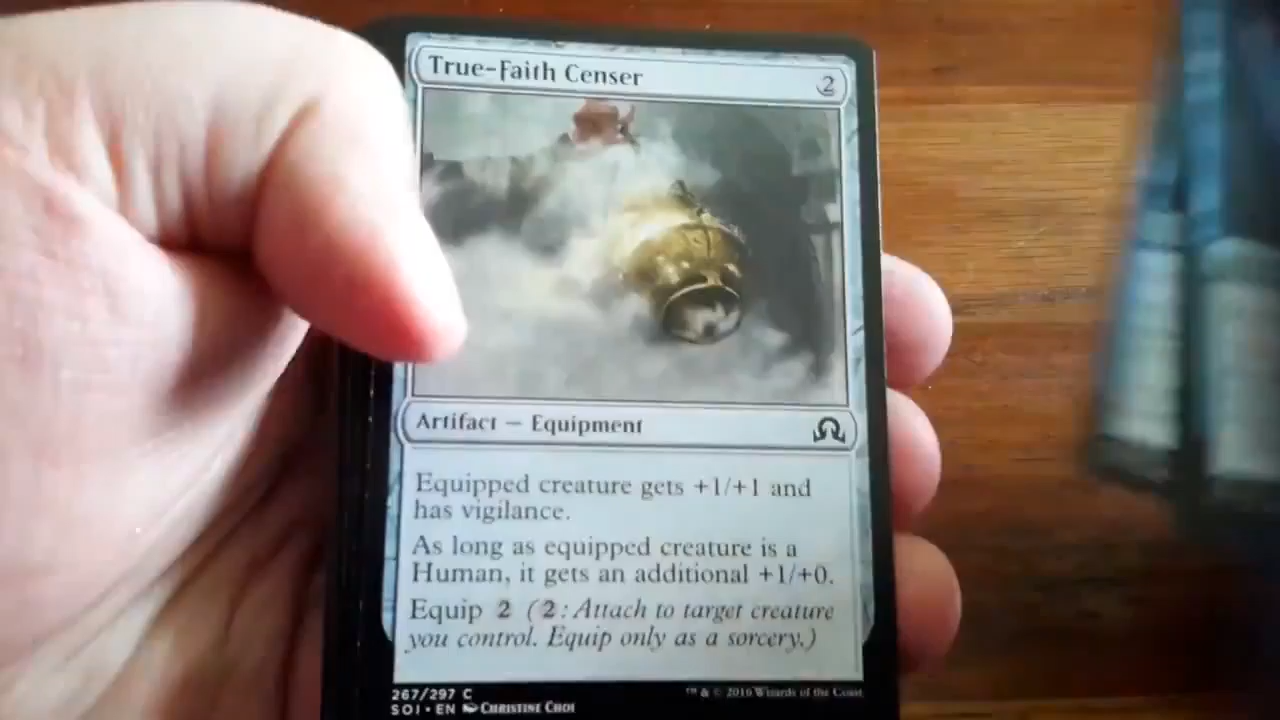 True-Faith Censer 2
Artifact — Equipment
Equipped creature gets +1/+1 and
has vigilance.
As long as equipped creature is a
Human, it gets an additional +1/+0.
Equip 2 (2: Attach to target creature
you control. Equip only as a sorcery.)
267/297 C ™ & © 2016 Wizards of the Coast
SOI • EN Christine Choi